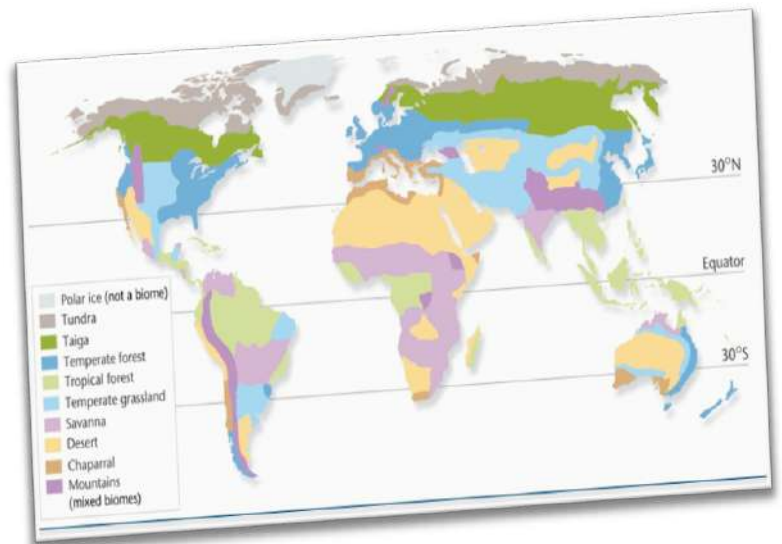 30°N
Equator
30°S
Polar ice (not a biome)
Tundra
Taiga
Temperate forest
Tropical forest
Temperate grassland
Savanna
Desert
Chaparral
Mountains
(mixed biomes)